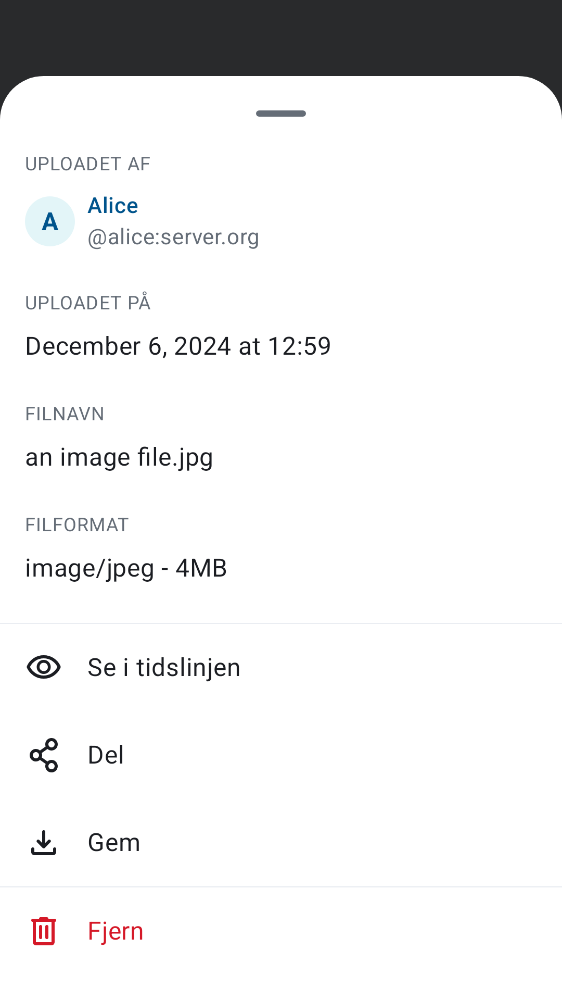 UPLOADET AF
A
Alice
@alice:server.org
UPLOADET PÅ
December 6, 2024 at 12:59
FILNAVN
an image file.jpg
FILFORMAT
image/jpeg - 4MB
Se i tidslinjen
Del
Gem
Fjern